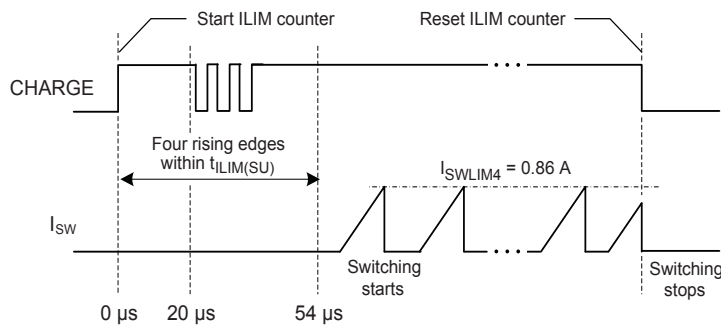 Start ILIM counter
Reset ILIM counter
CHARGE
Four rising edges
within tILIM(SU)
ISWLIM4 = 0.86 A
ISW
Switching
starts
Switching
stops
0 µs
20 µs
54 µs